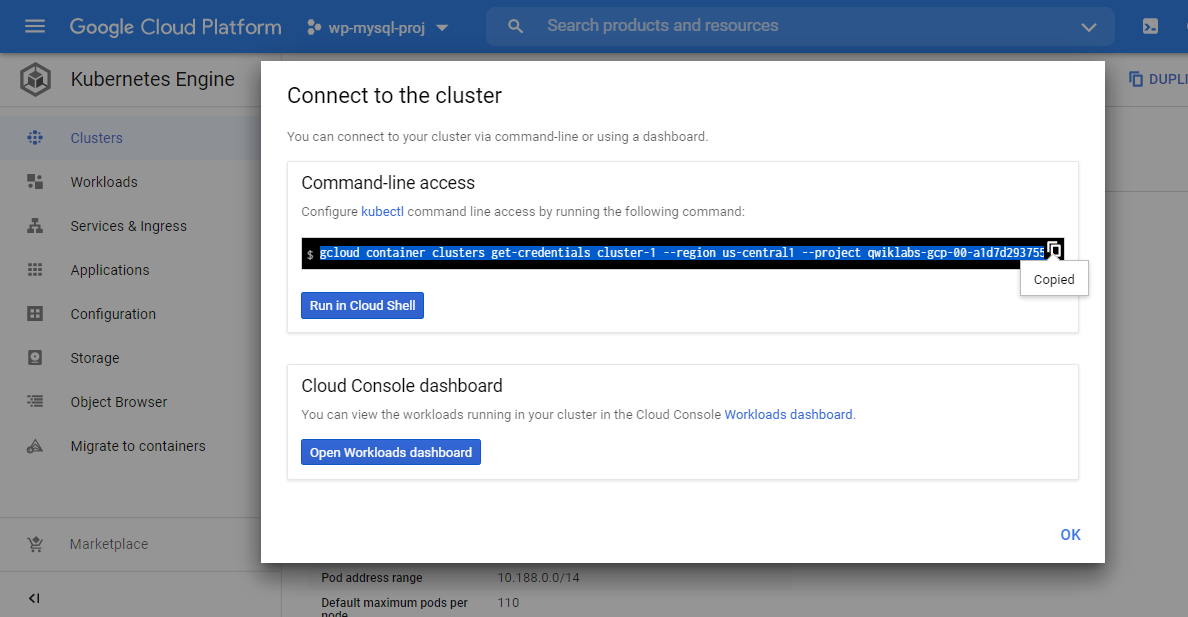 Google Cloud Platform
wp-mysql-proj
Search products and resources
Kubernetes Engine
Clusters
Workloads
Services & Ingress
Applications
Configuration
Storage
Object Browser
Migrate to containers
Marketplace
DUPLI
Connect to the cluster
You can connect to your cluster via command-line or using a dashboard.
Command-line access
Configure kubectl command line access by running the following command:
$ gcloud container clusters get-credentials cluster-1 --region us-central1 --project qwiklabs-gcp-00-a1d7d293755
Copied
Run in Cloud Shell
Cloud Console dashboard
You can view the workloads running in your cluster in the Cloud Console Workloads dashboard.
Open Workloads dashboard
OK
Pod address range 10.188.0.0/14
Default maximum pods per 110
node